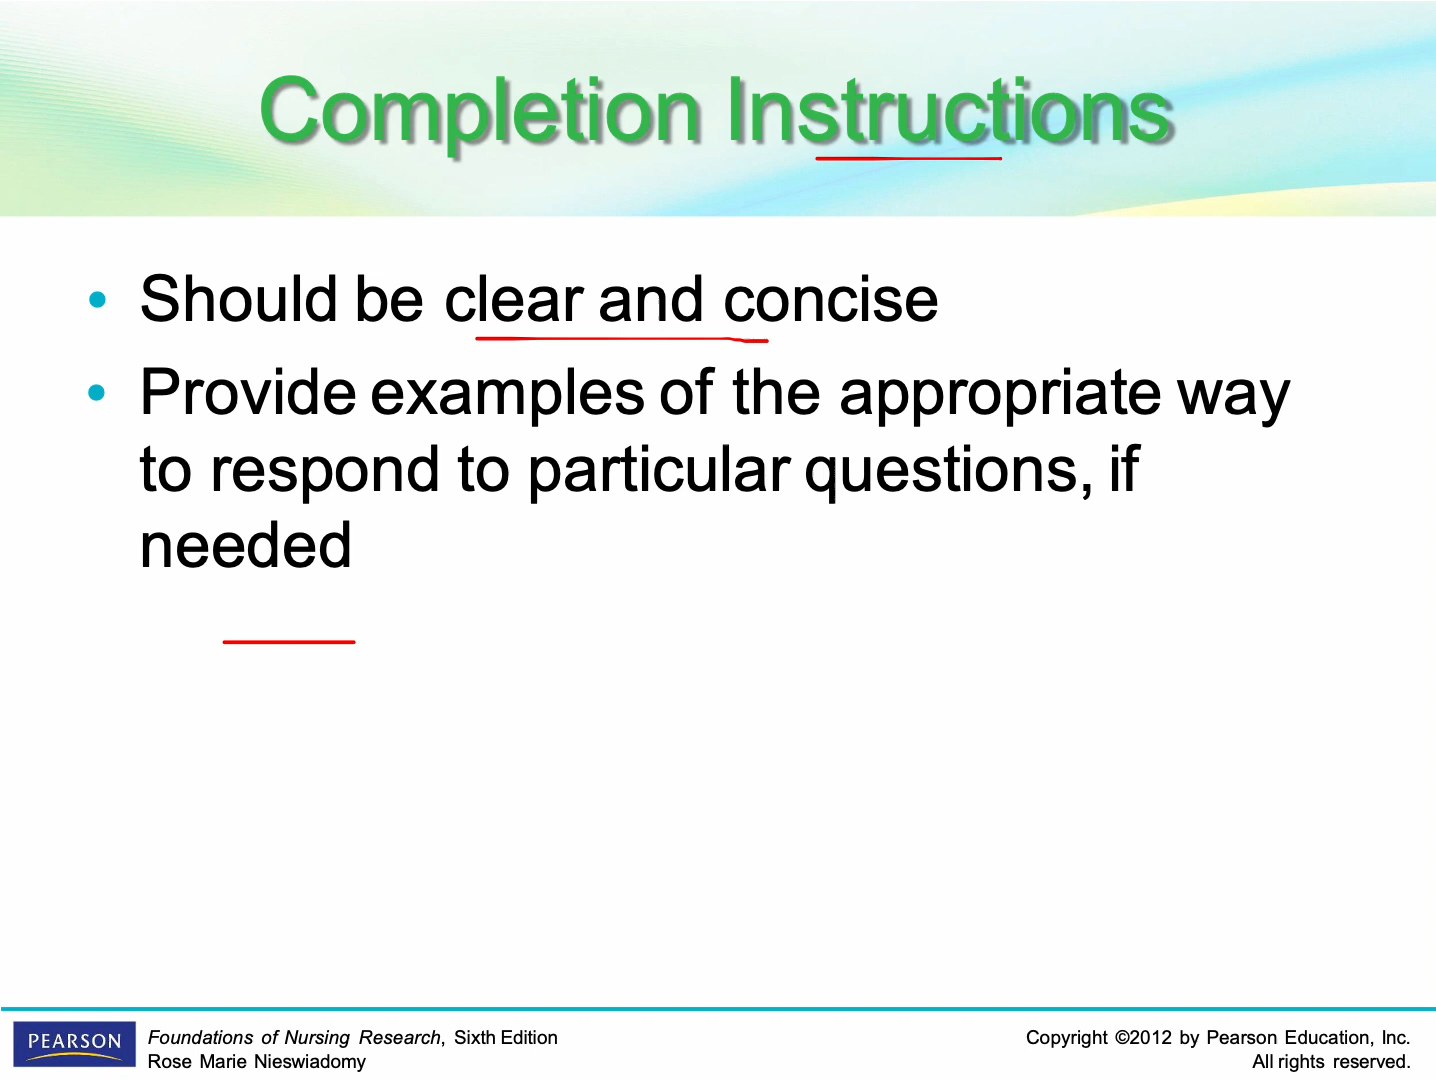 Completion Instructions
• Should be clear and concise
• Provide examples of the appropriate way
to respond to particular questions, if
needed
PEARSON
Foundations of Nursing Research, Sixth Edition
Rose Marie Nieswiadomy
Copyright ©2012 by Pearson Education, Inc.
All rights reserved.